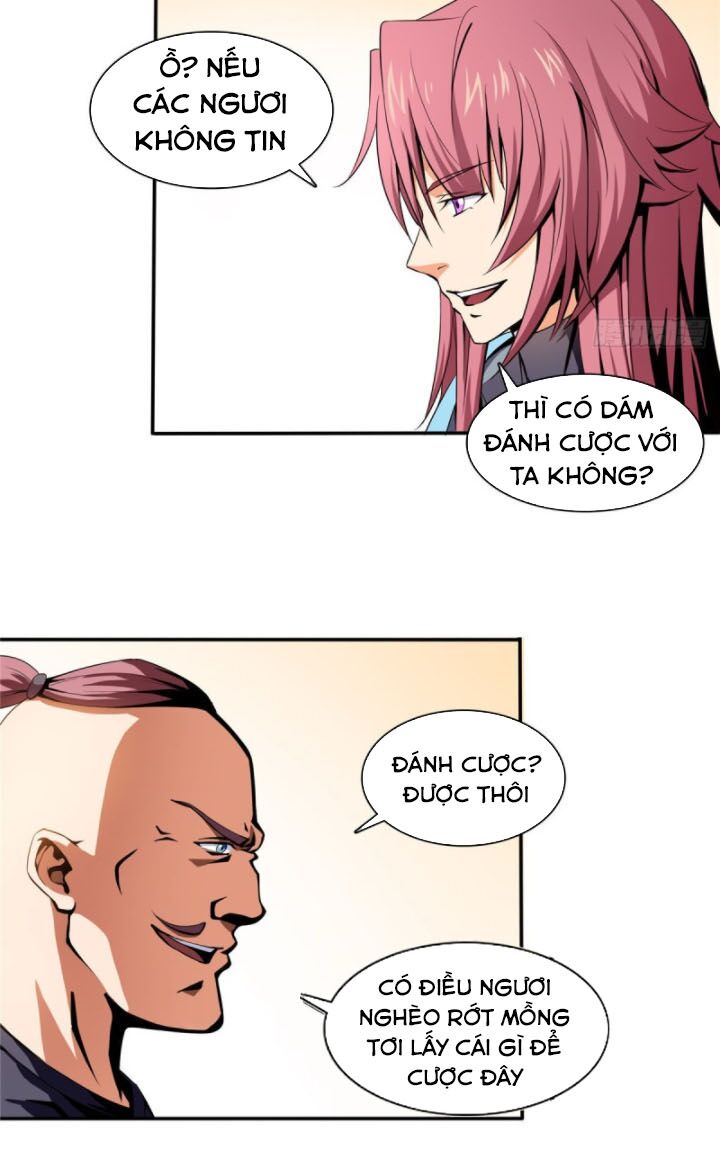 Ồ? NẾU
CÁC NGƯƠI
KHÔNG TIN
THÌ CÓ DÁM
ĐÁNH CƯỢC VỚI
TA KHÔNG?
ĐÁNH CƯỢC?
ĐƯỢC THÔI
CÓ ĐIỀU NGƯƠI
NGHÈO RỚT MỒNG
TƠI LẤY CÁI GÌ ĐỂ
CƯỢC ĐÂY